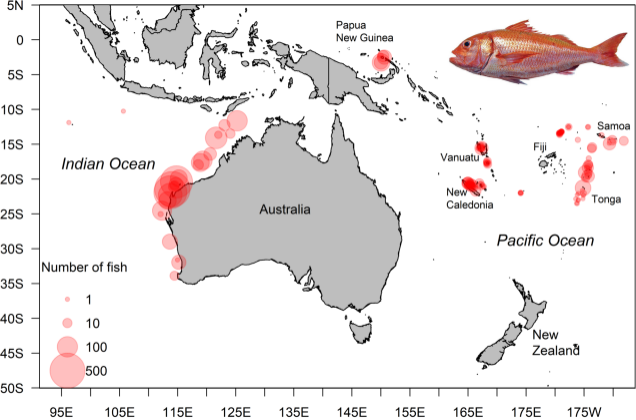 5N
0
5S
10S
15S
20S
25S
30S
35S
40S
45S
50S
Papua
New Guinea
Indian Ocean
Australia
Vanuatu
New
Caledonia
Fiji
Samoa
Tonga
Pacific Ocean
New
Zealand
Number of fish
1
10
100
500
95E 105E 115E 125E 135E 145E 155E 165E 175E 175W